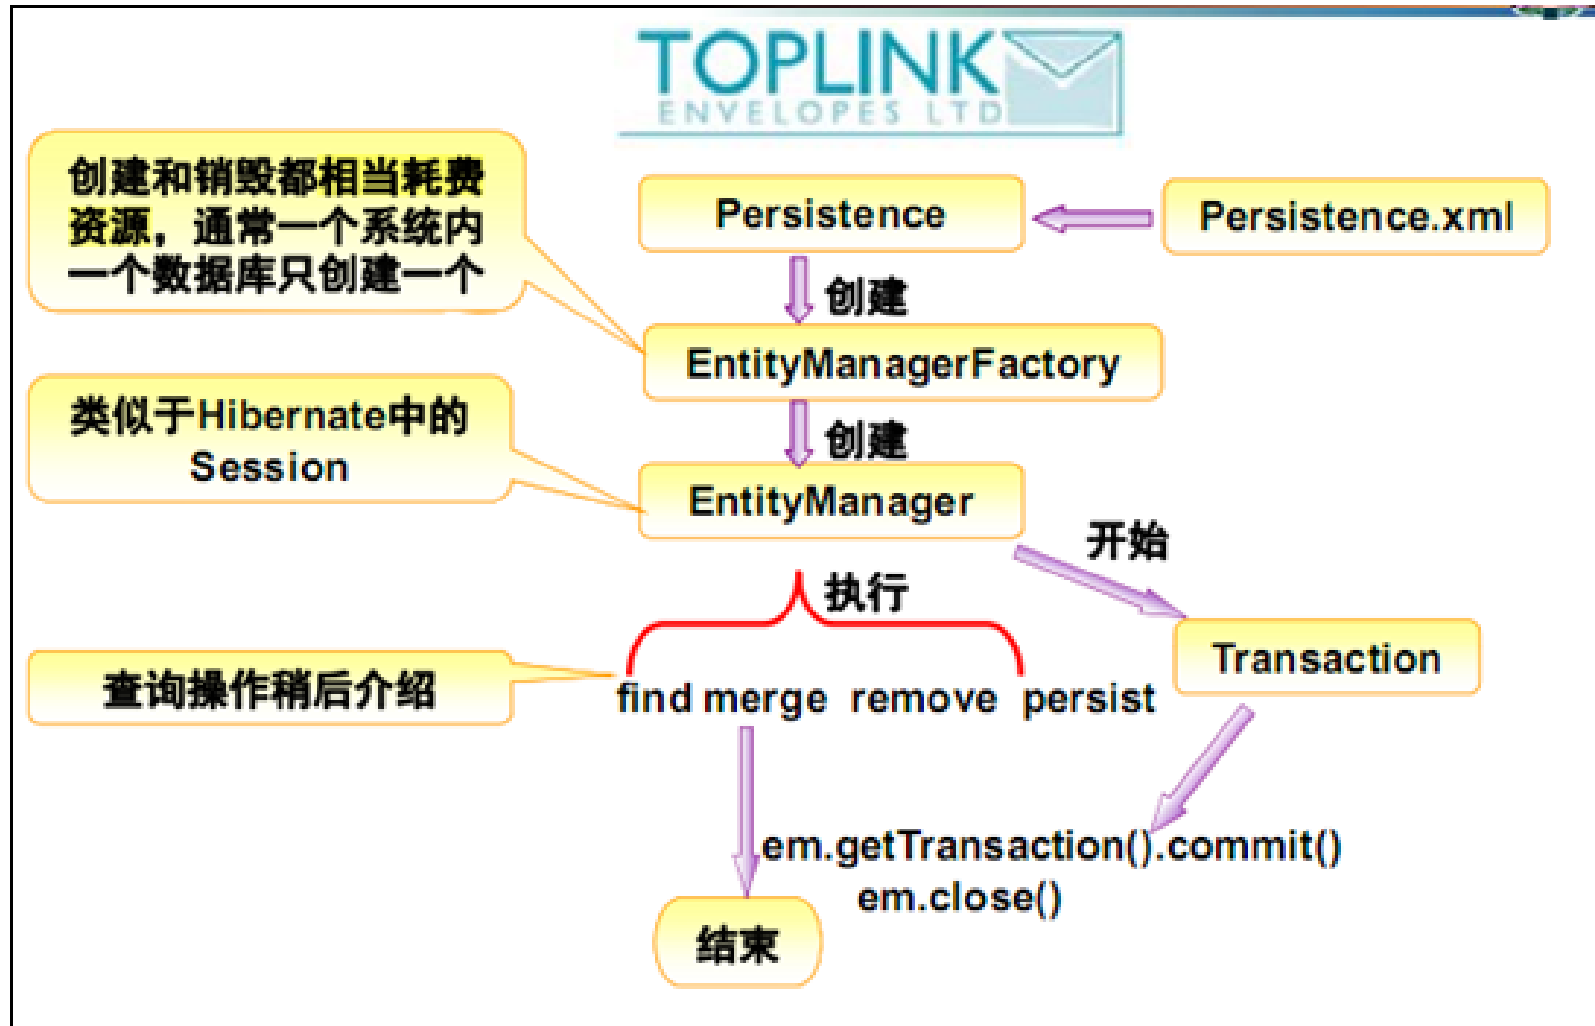 TOPLINK
ENVELOPES LTD
创建和销毁都相当耗费
资源，通常一个系统内
一个数据库只创建一个
Persistence
Persistence.xml
创建
EntityManagerFactory
类似于Hibernate中的
Session
创建
EntityManager
开始
执行
Transaction
查询操作稍后介绍
find merge remove persist
em.getTransaction().commit()
em.close()
结束